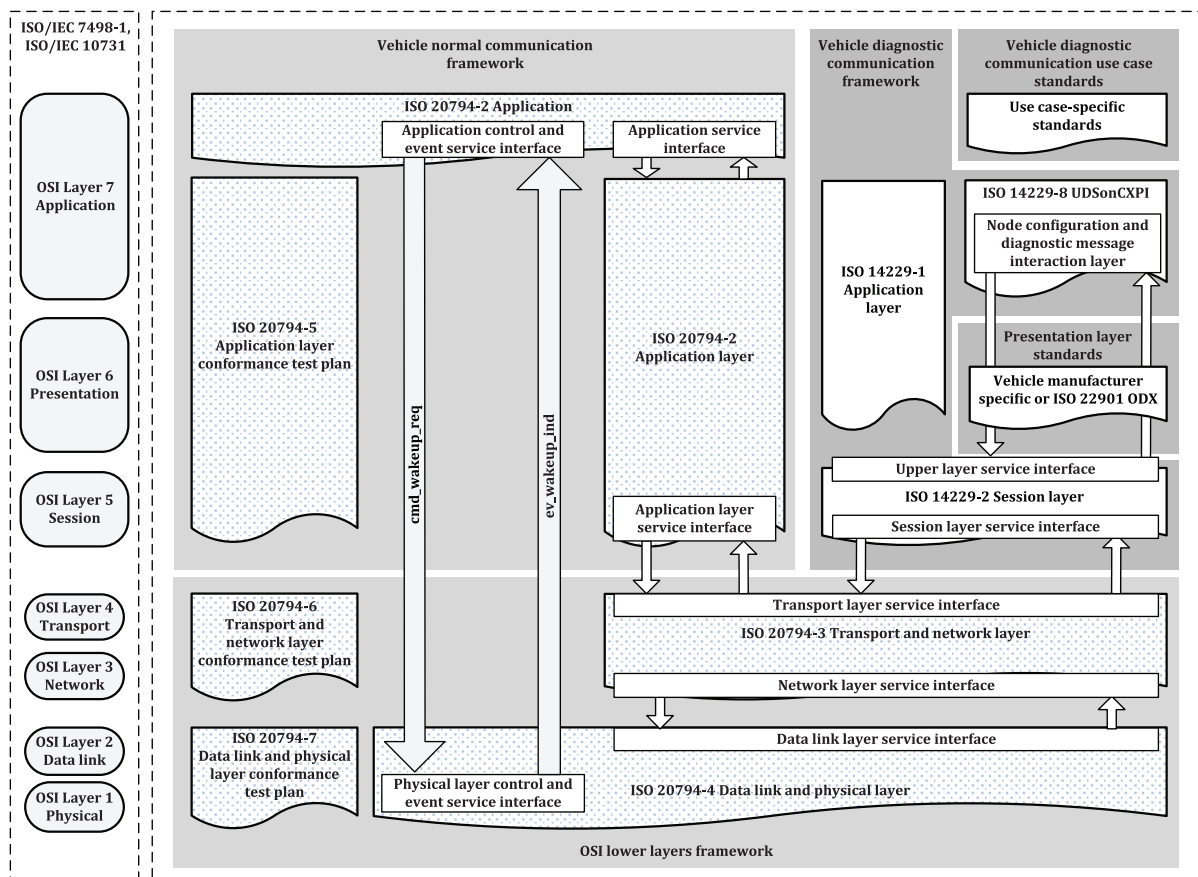 ISO/IEC 7498-1,
ISO/IEC 10731
OSI Layer 7
Application
OSI Layer 6
Presentation
OSI Layer 5
Session
OSI Layer 4
Transport
OSI Layer 3
Network
OSI Layer 2
Data link
OSI Layer 1
Physical
Vehicle normal communication
framework
ISO 20794-2 Application
Application control and
event service interface
Application service
interface
ISO 20794-5
Application layer
conformance test plan
cmd_wakeup_req
ev_wakeup_ind
ISO 20794-2
Application layer
Application layer
service interface
Vehicle diagnostic
communication
framework
ISO 14229-1
Application
layer
Vehicle diagnostic
communication use case
standards
Use case-specific
standards
ISO 14229-8 UDSonCXPI
Node configuration and
diagnostic message
interaction layer
Presentation layer
standards
Vehicle manufacturer
specific or ISO 22901 ODX
Upper layer service interface
ISO 14229-2 Session layer
Session layer service interface
ISO 20794-6
Transport and
network layer
conformance test plan
Transport layer service interface
ISO 20794-3 Transport and network layer
Network layer service interface
ISO 20794-7
Data link and physical
layer conformance
test plan
Data link layer service interface
Physical layer control and
event service interface
ISO 20794-4 Data link and physical layer
OSI lower layers framework